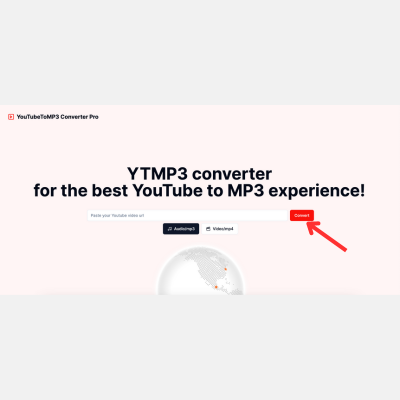 YouTubeToMP3 Converter Pro
YTMP3 converter
for the best YouTube to MP3 experience!
Paste your Youtube video url
Convert
Audio/mp3
Video/mp4